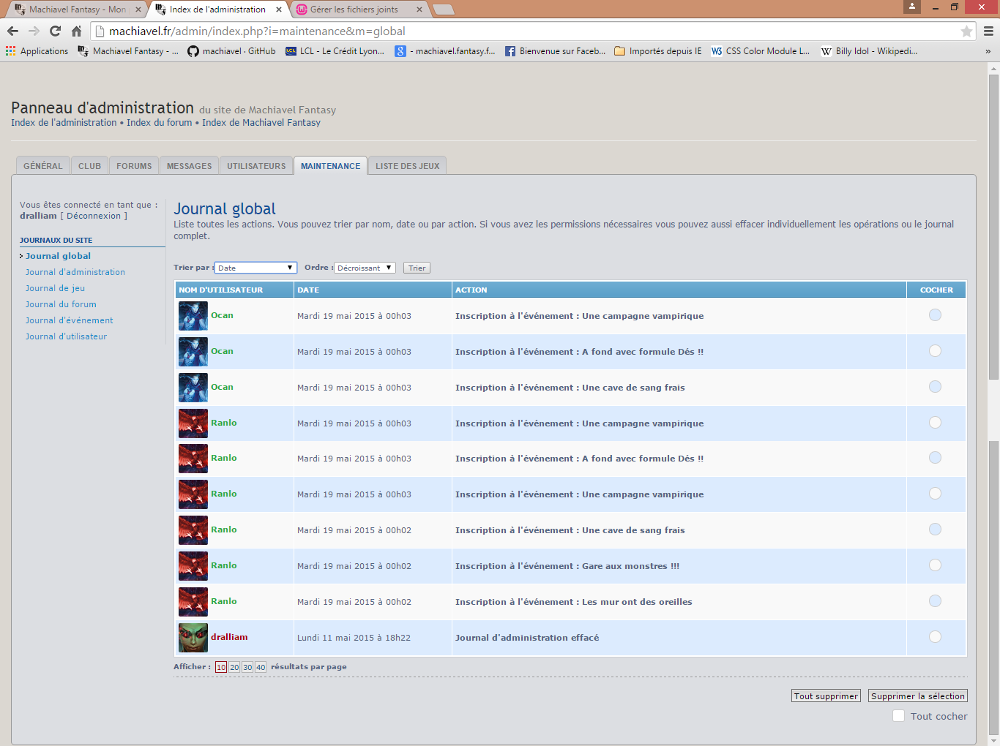 Machiavel Fantasy - Mon
Index de l'administration
Gérer les fichiers joints
machiavel.fr/admin/index.php?i=maintenance&m=global
Applications
Machiavel Fantasy - ...
machiavel · GitHub
LCL - Le Crédit Lyon...
- machiavel.fantasy.f...
Bienvenue sur Faceb...
Importés depuis IE
CSS Color Module L...
Billy Idol - Wikipedi...
»
Panneau d'administration du site de Machiavel Fantasy
Index de l'administration • Index du forum • Index de Machiavel Fantasy
GÉNÉRAL
CLUB
FORUMS
MESSAGES
UTILISATEURS
MAINTENANCE
LISTE DES JEUX
Vous êtes connecté en tant que :
dralliam [ Déconnexion ]
JOURNAUX DU SITE
Journal global
Journal d'administration
Journal de jeu
Journal du forum
Journal d'événement
Journal d'utilisateur
Journal global
Liste toutes les actions. Vous pouvez trier par nom, date ou par action. Si vous avez les permissions nécessaires vous pouvez aussi effacer individuellement les opérations ou le journal
complet.
Trier par : Date Ordre : Décroissant Trier
NOM D'UTILISATEUR DATE ACTION COCHER
Ocan Mardi 19 mai 2015 à 00h03 Inscription à l'événement : Une campagne vampirique
Ocan Mardi 19 mai 2015 à 00h03 Inscription à l'événement : A fond avec formule Dés !!
Ocan Mardi 19 mai 2015 à 00h03 Inscription à l'événement : Une cave de sang frais
Ranlo Mardi 19 mai 2015 à 00h03 Inscription à l'événement : Une campagne vampirique
Ranlo Mardi 19 mai 2015 à 00h03 Inscription à l'événement : A fond avec formule Dés !!
Ranlo Mardi 19 mai 2015 à 00h03 Inscription à l'événement : Une campagne vampirique
Ranlo Mardi 19 mai 2015 à 00h02 Inscription à l'événement : Une cave de sang frais
Ranlo Mardi 19 mai 2015 à 00h02 Inscription à l'événement : Gare aux monstres !!!
Ranlo Mardi 19 mai 2015 à 00h02 Inscription à l'événement : Les mur ont des oreilles
dralliam Lundi 11 mai 2015 à 18h22 Journal d'administration effacé
Afficher : 10 20 30 40 résultats par page
Tout supprimer Supprimer la sélection
Tout cocher